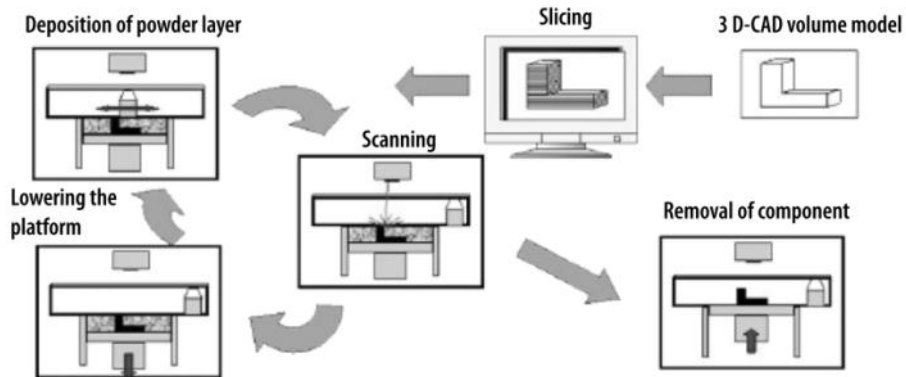 Deposition of powder layer
Slicing
3 D-CAD volume model
Scanning
Lowering the
platform
Removal of component